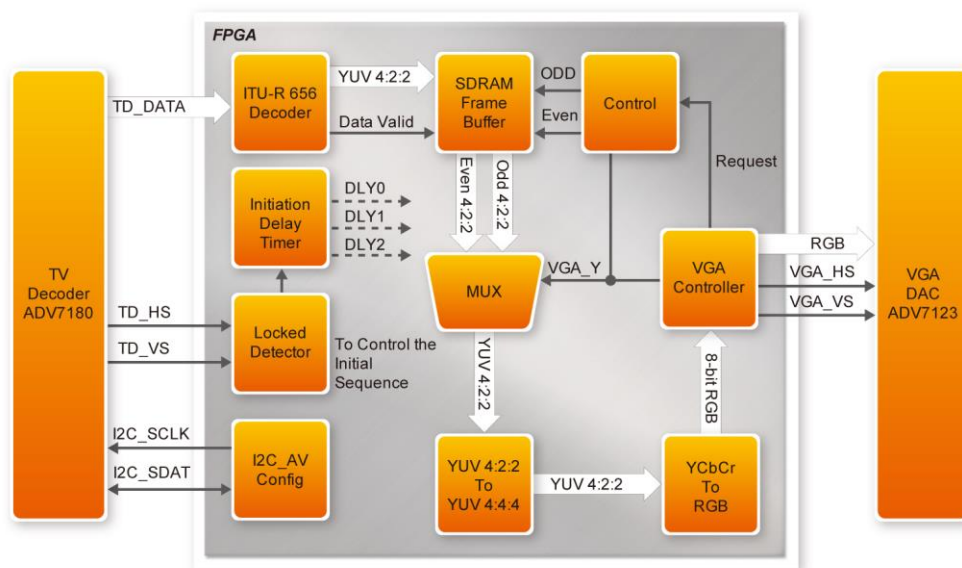 FPGA
TV
Decoder
ADV7180
TD_DATA
ITU-R 656
Decoder
YUV 4:2:2
Data Valid
SDRAM
Frame
Buffer
ODD
Even
Control
Request
Initiation
Delay
Timer
DLY0
DLY1
DLY2
Even 4:2:2
Odd 4:2:2
MUX
VGA_Y
VGA
Controller
RGB
VGA_HS
VGA_VS
VGA
DAC
ADV7123
TD_HS
TD_VS
Locked
Detector
To Control the
Initial
Sequence
YUV 4:2:2
8-bit RGB
I2C_SCLK
I2C_SDAT
I2C_AV
Config
YUV 4:2:2
To
YUV 4:4:4
YUV 4:2:2
YCbCr
To
RGB